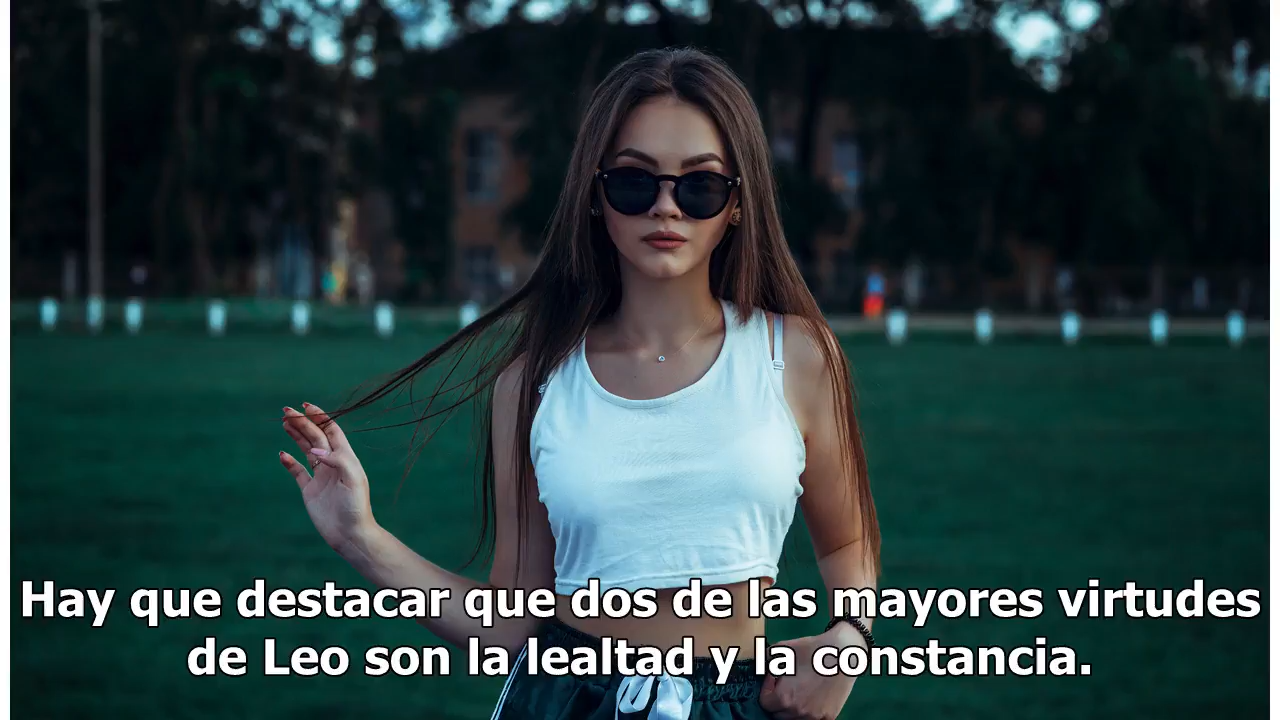 Hay que destacar que dos de las mayores virtudes
de Leo son la lealtad y la constancia.